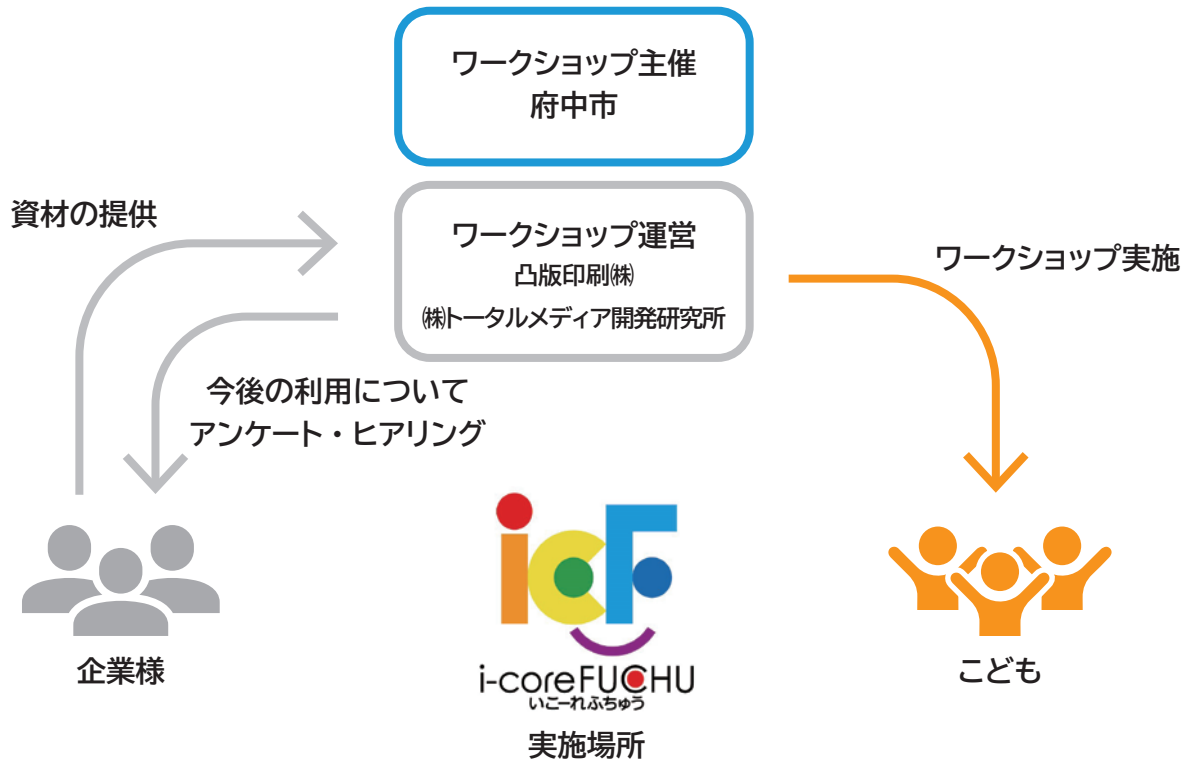 ワークショップ主催
府中市
資材の提供
ワークショップ運営
凸版印刷㈱
㈱トータルメディア開発研究所
ワークショップ実施
今後の利用について
アンケート・ヒアリング
icF
i-coreFUCHU
いこーれふちゅう
企業様
実施場所
こども